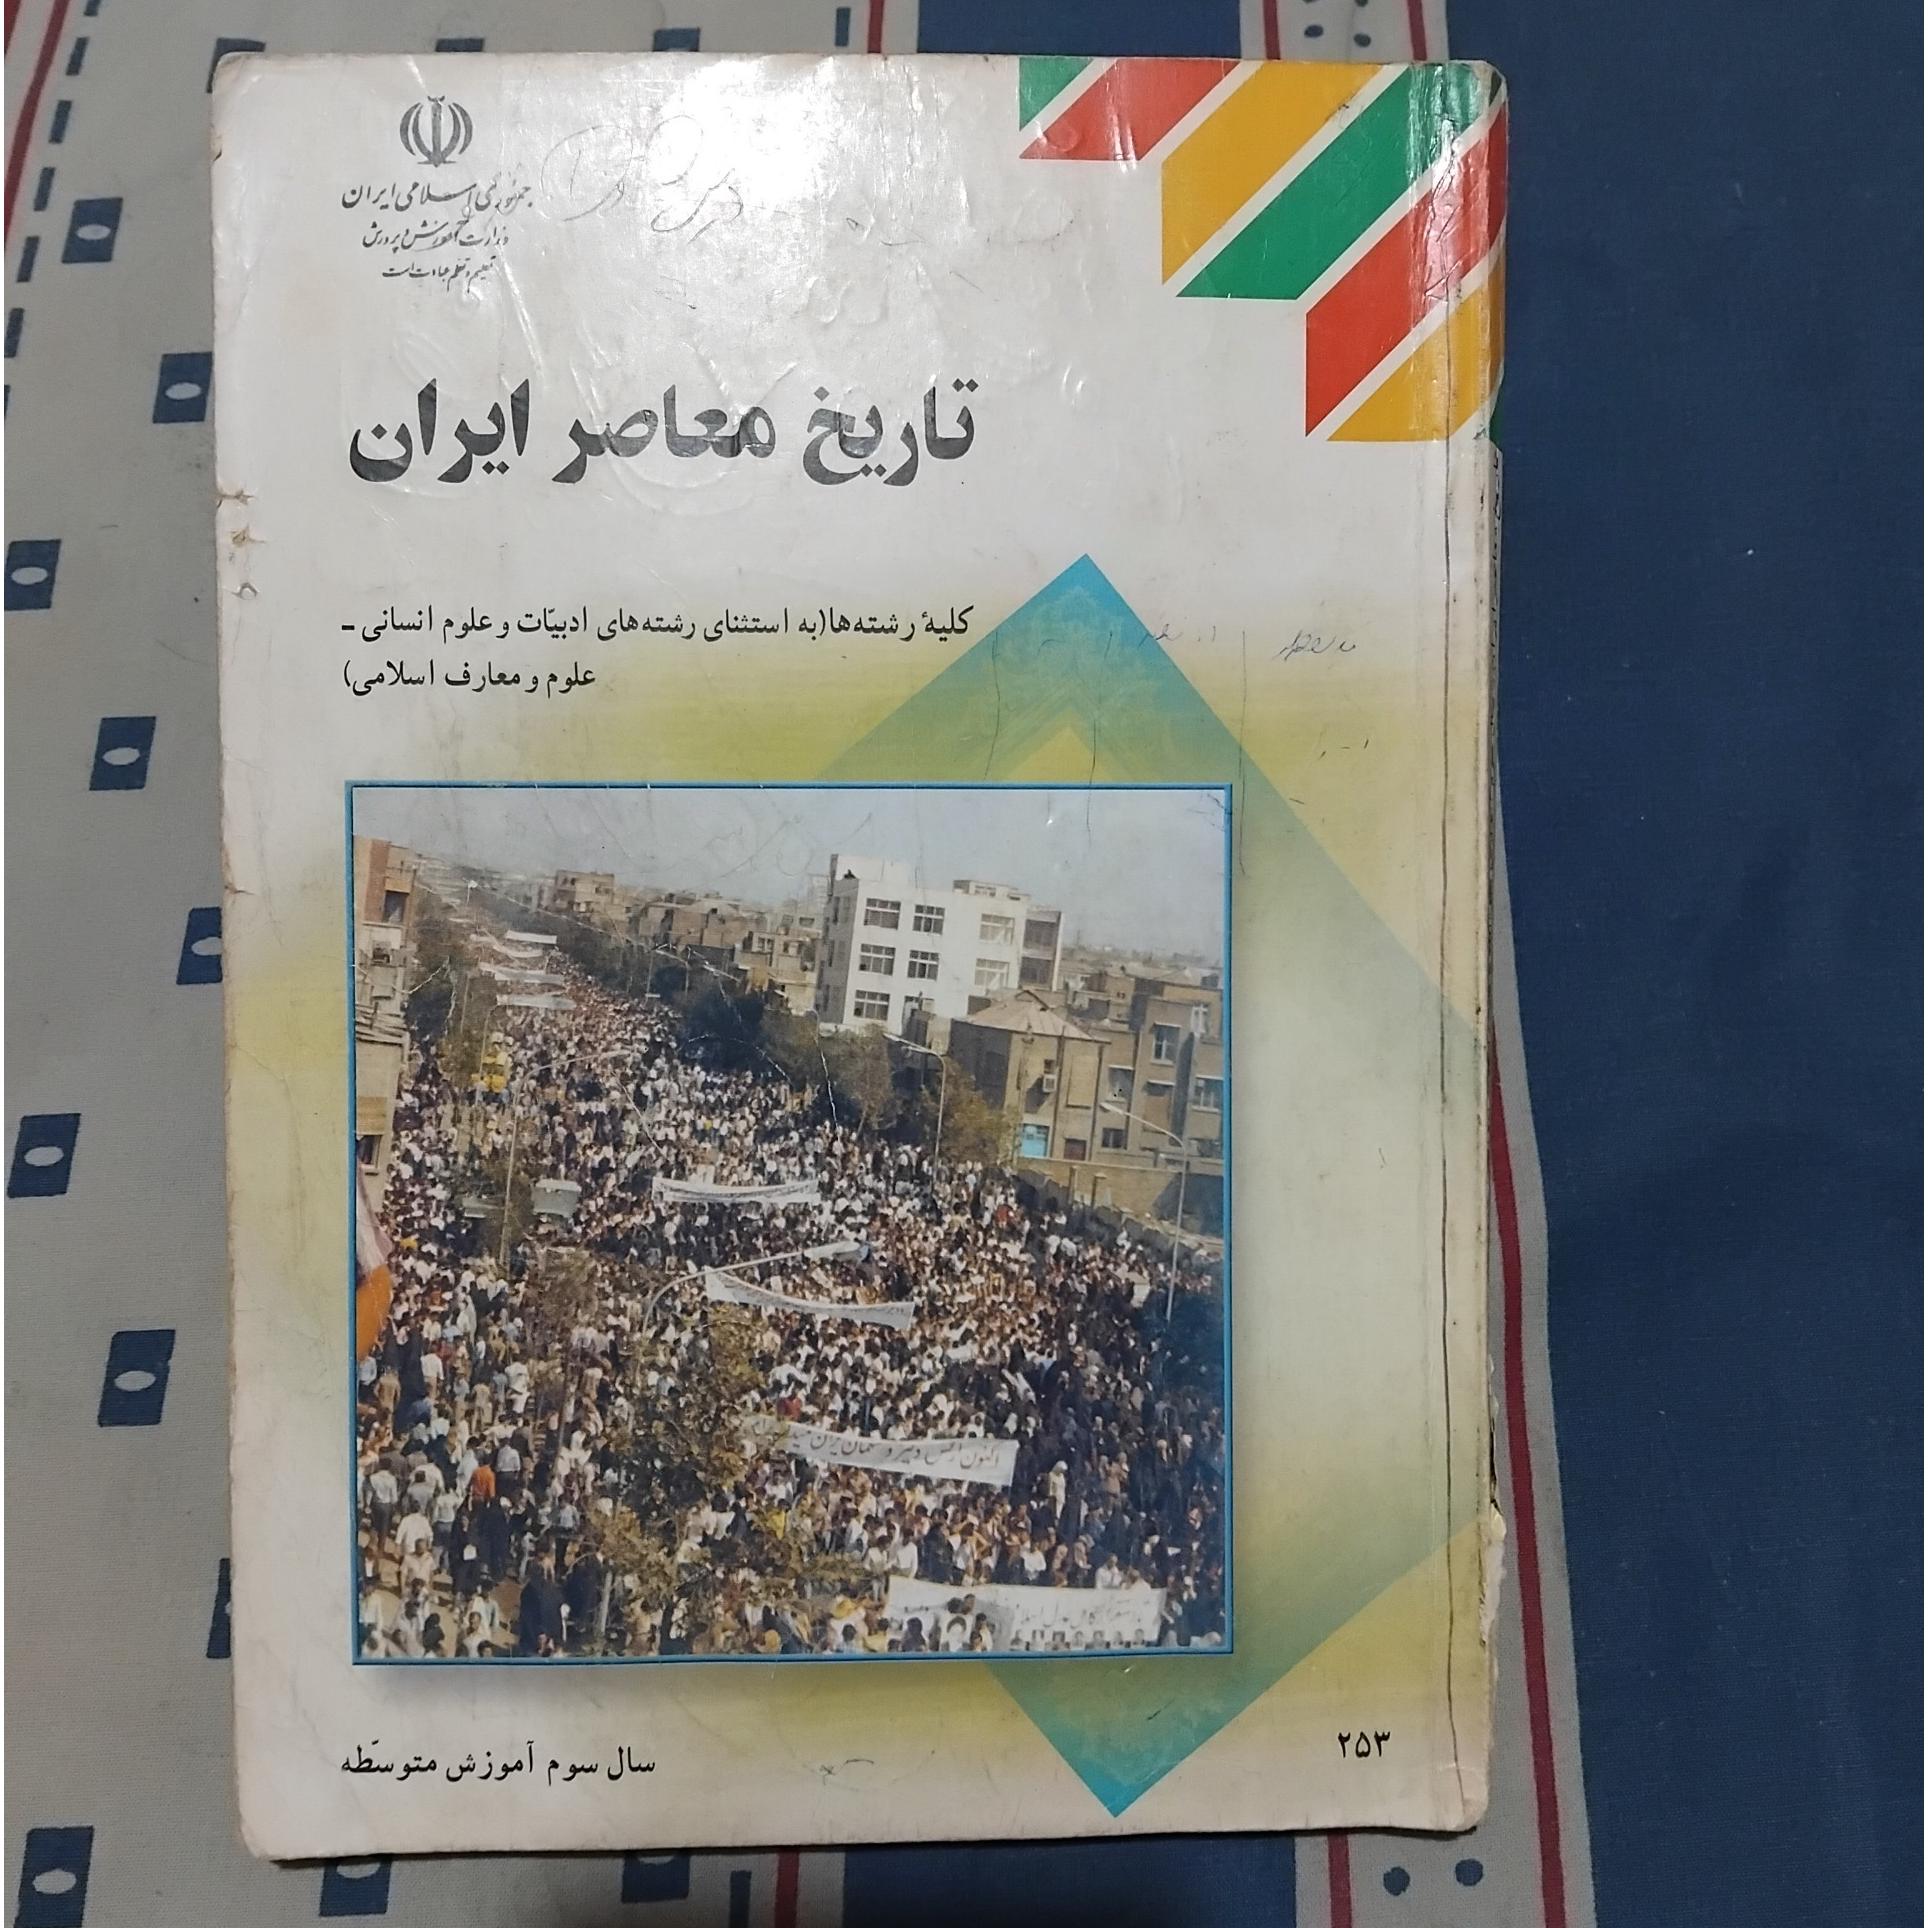 جمهوری اسلامی ایران
وزارت آموزش و پرورش
تعلیم و تعلم عبادت است
تاریخ معاصر ایران
کلیهٔ رشته‌ها (به استثنای رشته‌های ادبیّات و علوم انسانی -
علوم و معارف اسلامی)
سال سوم آموزش متوسّطه
۲۵۳